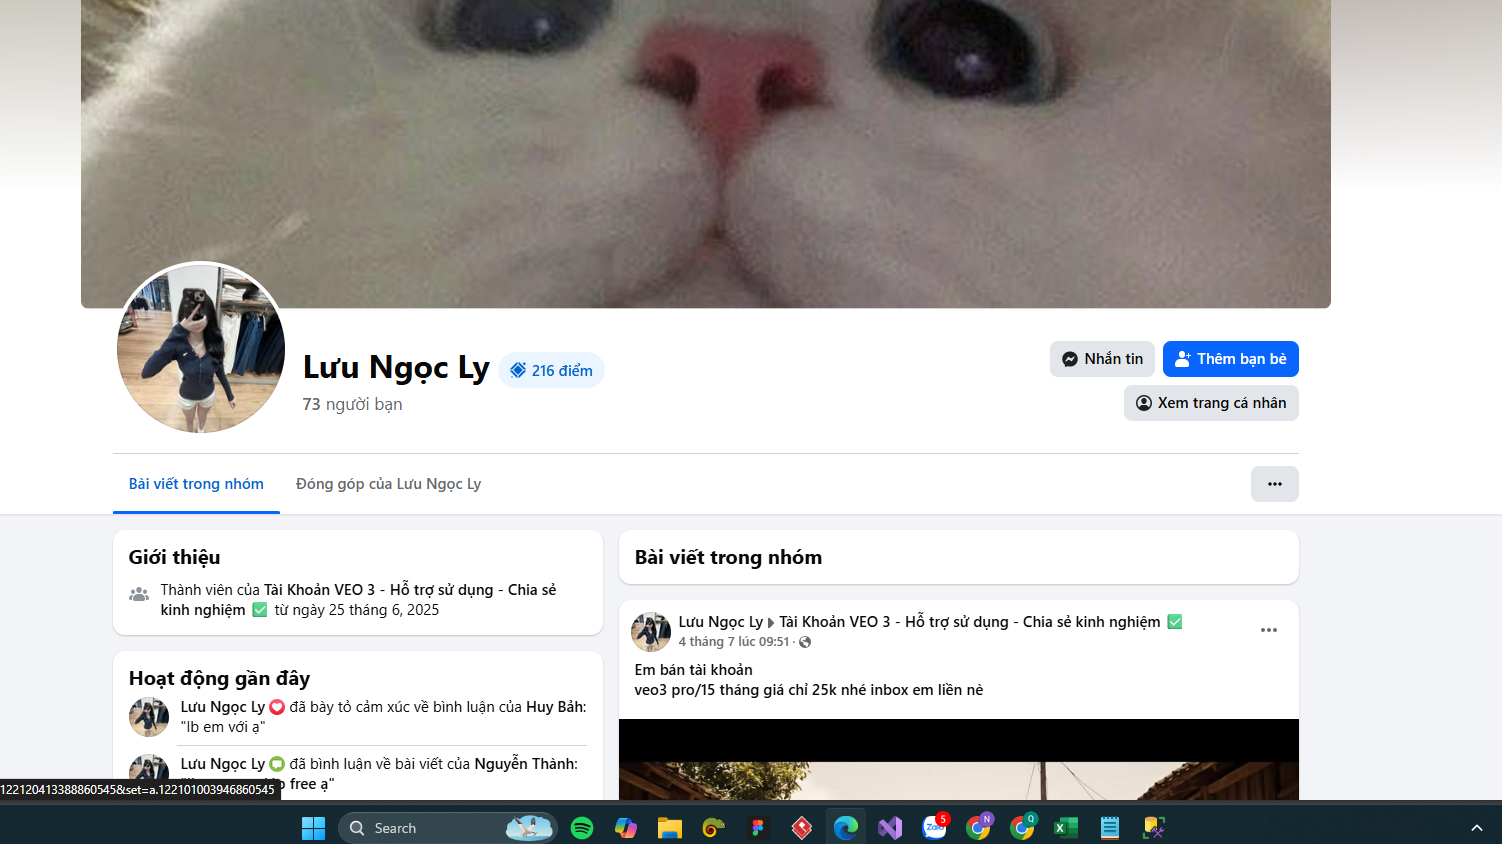 Lưu Ngọc Ly
216 điểm
73 người bạn
Nhắn tin
Thêm bạn bè
Xem trang cá nhân
Bài viết trong nhóm
Đóng góp của Lưu Ngọc Ly
Giới thiệu
Thành viên của Tài Khoản VEO 3 - Hỗ trợ sử dụng - Chia sẻ
kinh nghiệm ✅ từ ngày 25 tháng 6, 2025
Hoạt động gần đây
Lưu Ngọc Ly đã bày tỏ cảm xúc về bình luận của Huy Bảh:
"Ib em với ạ"
Lưu Ngọc Ly đã bình luận về bài viết của Nguyễn Thành:
free ạ"
Bài viết trong nhóm
Lưu Ngọc Ly Tài Khoản VEO 3 - Hỗ trợ sử dụng - Chia sẻ kinh nghiệm ✅
4 tháng 7 lúc 09:51 ·
Em bán tài khoản
veo3 pro/15 tháng giá chỉ 25k nhé inbox em liền nè
122120413388860545&set=a.122101003946860545
Search
Zalo
5
N
Q